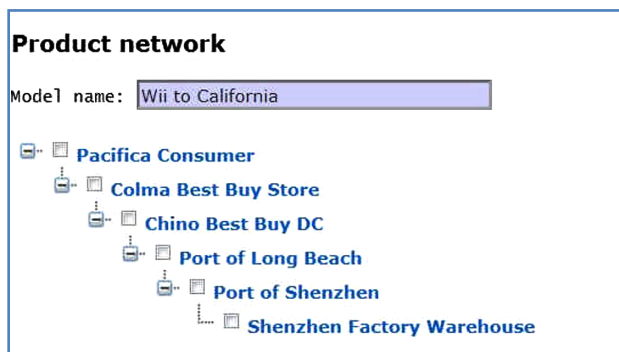 Product network
Model name: Wii to California
Pacifica Consumer
Colma Best Buy Store
Chino Best Buy DC
Port of Long Beach
Port of Shenzhen
Shenzhen Factory Warehouse